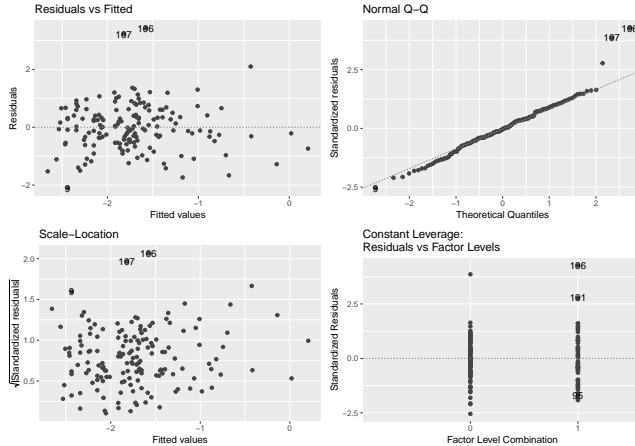 Residuals vs Fitted
Residuals
2
0
−2
107
106
9
−2
−1
0
Fitted values
Normal Q−Q
Standardized residuals
2.5
0.0
−2.5
106
107
9
−2
−1
0
1
2
Theoretical Quantiles
Scale−Location
√|Standardized residuals|
2.0
1.5
1.0
0.5
106
107
9
−2
−1
0
Fitted values
Constant Leverage:
Residuals vs Factor Levels
Standardized Residuals
2.5
0.0
−2.5
106
101
0
1
Factor Level Combination